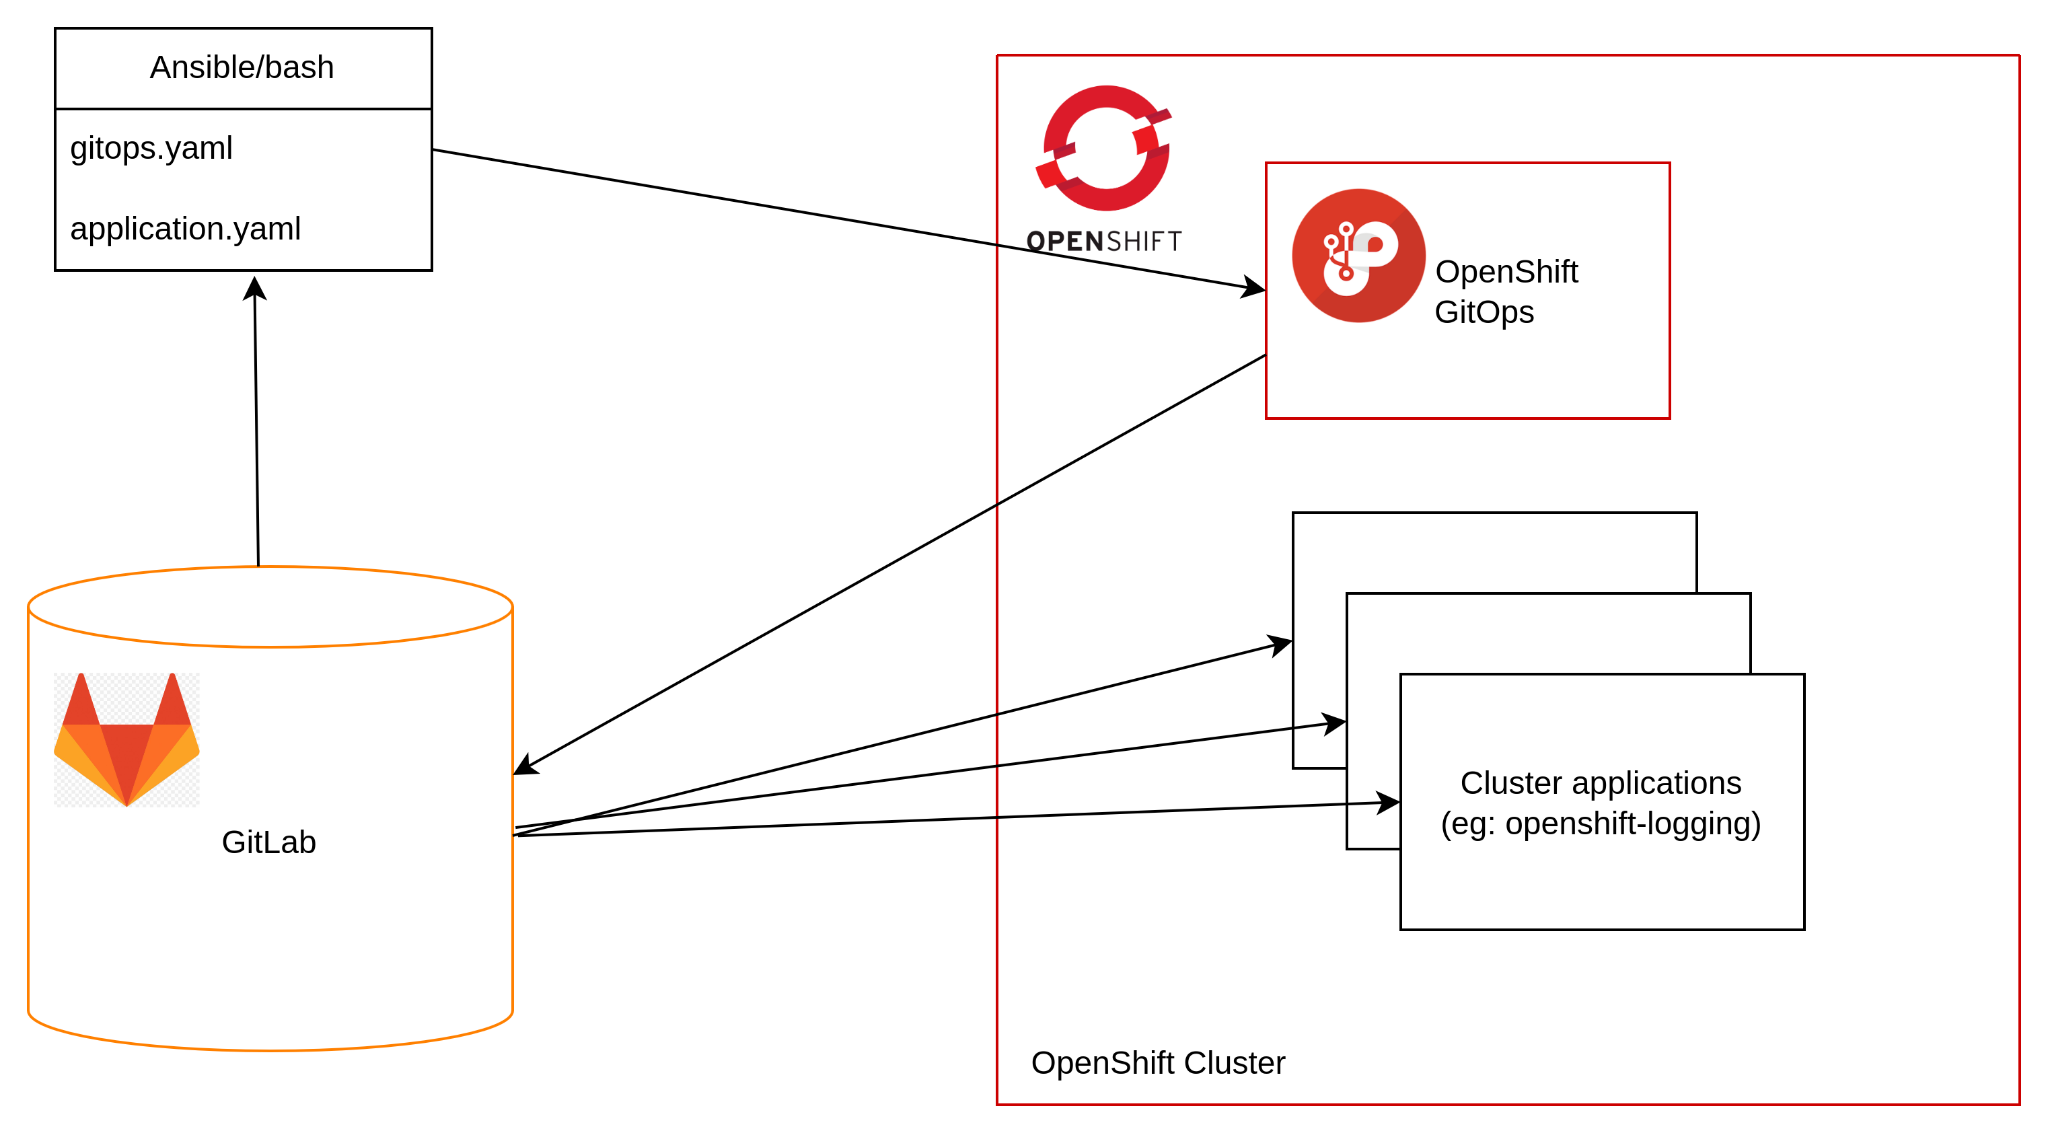 Ansible/bash
gitops.yaml
application.yaml
OPENSHIFT
OpenShift
GitOps
GitLab
Cluster applications
(eg: openshift-logging)
OpenShift Cluster